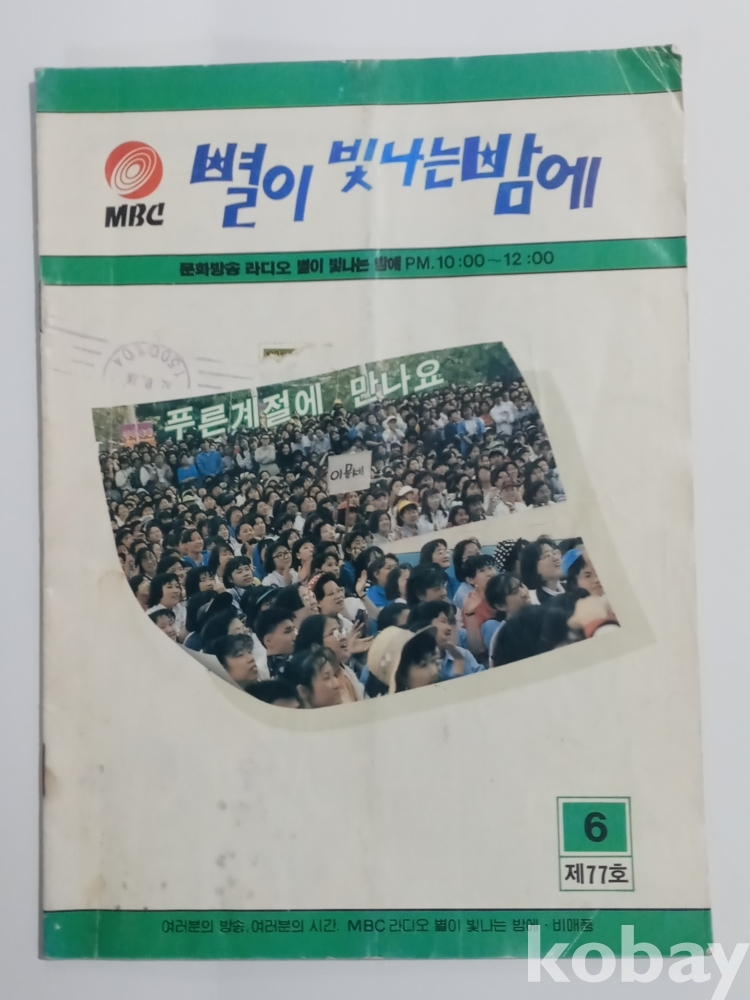 MBC
별이 빛나는 밤에
문화방송 라디오 별이 빛나는 밤에 PM.10:00~12:00
푸른계절에 만나요
이문세
6
제77호
여러분의 방송, 여러분의 시간. MBC 라디오 별이 빛나는 밤에·비매품
kobay